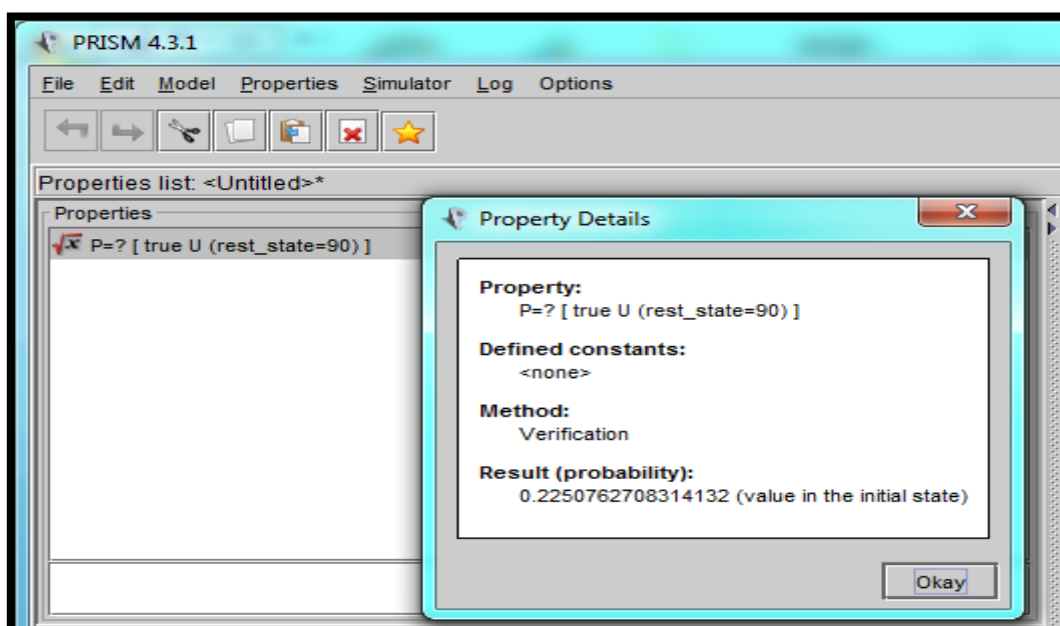 PRISM 4.3.1
File Edit Model Properties Simulator Log Options
Properties list: <Untitled>*
Properties
√x P=? [ true U (rest_state=90) ]
Property Details
Property:
P=? [ true U (rest_state=90) ]
Defined constants:
<none>
Method:
Verification
Result (probability):
0.2250762708314132 (value in the initial state)
Okay